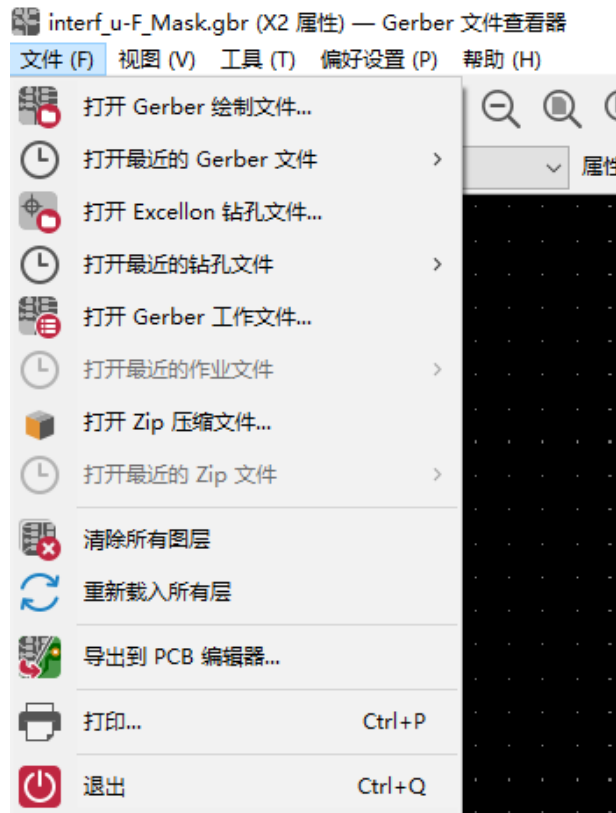 interf_u-F_Mask.gbr (X2 属性) — Gerber 文件查看器
文件 (F) 视图 (V) 工具 (T) 偏好设置 (P) 帮助 (H)
打开 Gerber 绘制文件...
打开最近的 Gerber 文件
属性
打开 Excellon 钻孔文件...
打开最近的钻孔文件
打开 Gerber 工作文件...
打开最近的作业文件
打开 Zip 压缩文件...
打开最近的 Zip 文件
清除所有图层
重新载入所有层
导出到 PCB 编辑器...
打印... Ctrl+P
退出 Ctrl+Q